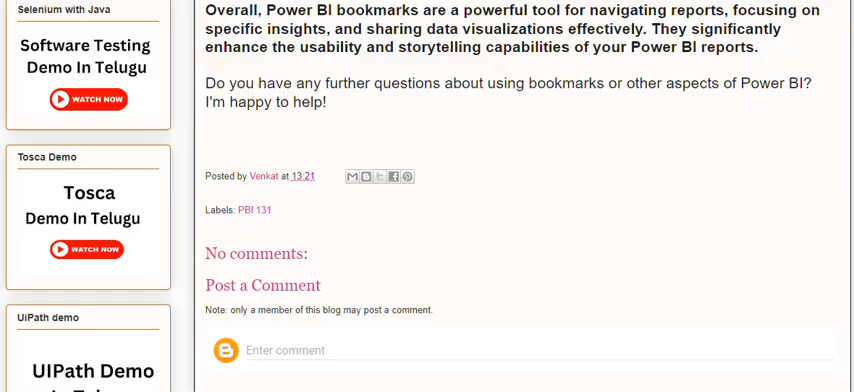 Selenium with Java
Software Testing
Demo In Telugu
WATCH NOW
Tosca Demo
Tosca
Demo In Telugu
WATCH NOW
UiPath demo
UIPath Demo
Overall, Power BI bookmarks are a powerful tool for navigating reports, focusing on
specific insights, and sharing data visualizations effectively. They significantly
enhance the usability and storytelling capabilities of your Power BI reports.
Do you have any further questions about using bookmarks or other aspects of Power BI?
I'm happy to help!
Posted by Venkat at 13:21
Labels: PBI 131
No comments:
Post a Comment
Note: only a member of this blog may post a comment.
Enter comment